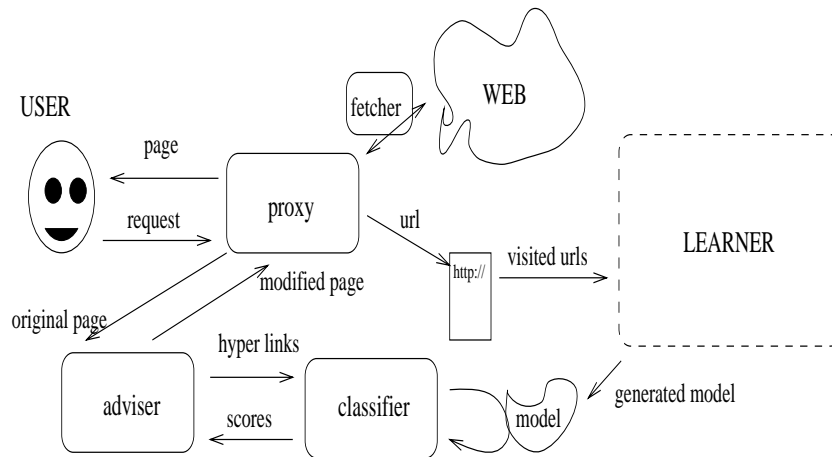 WEB
fetcher
USER
page
proxy
request
url
http://
visited urls
LEARNER
modified page
original page
hyper links
adviser
classifier
scores
model
generated model